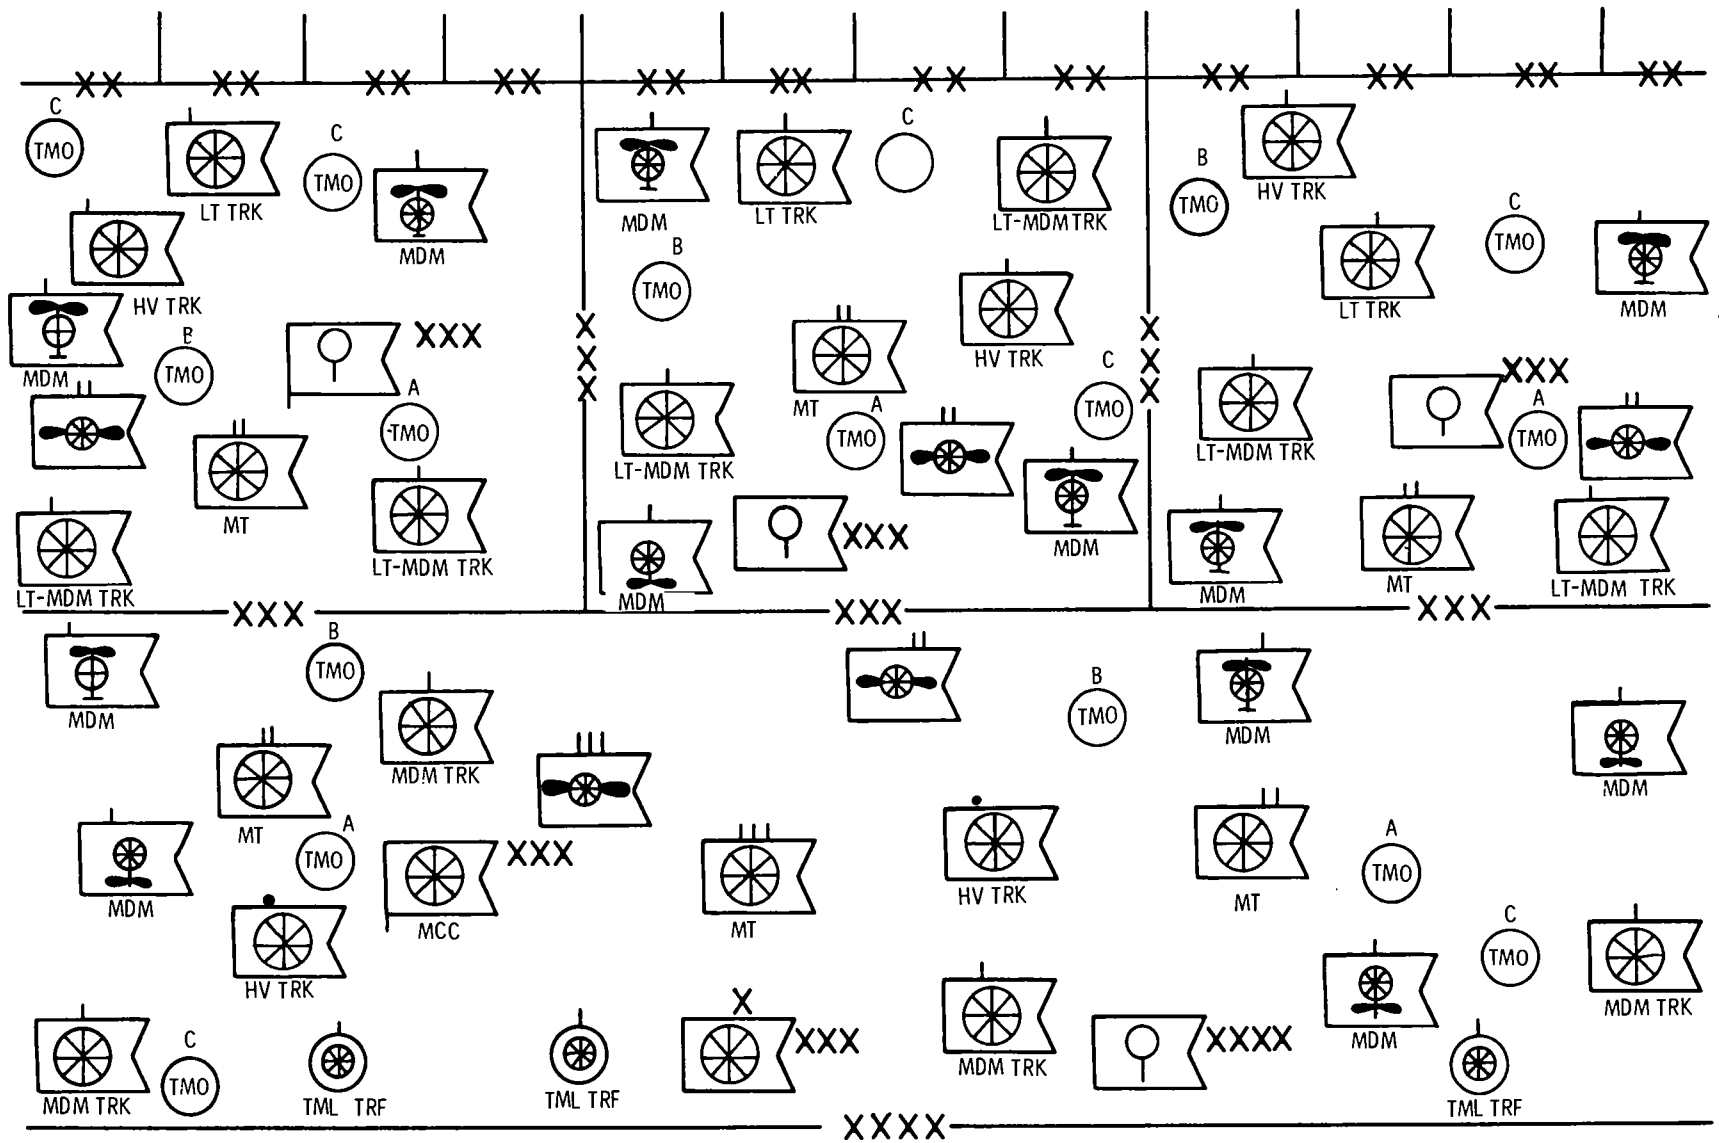 XX XX XX XX XX XX XX XX XX XX XX XX
C
TMO
LT TRK
C
TMO
MDM
HV TRK
MDM
B
TMO
XXX
A
TMO
MT
LT-MDM TRK
LT-MDM TRK
XXX
MDM
LT TRK
C
LT-MDM TRK
B
TMO
HV TRK
MT
A
TMO
C
TMO
LT-MDM TRK
MDM
XXX
MDM
XXX
B
TMO
HV TRK
C
TMO
LT TRK
MDM
LT-MDM TRK
XXX
A
TMO
MDM
MT
LT-MDM TRK
XXX
XXX
XXX
MDM
B
TMO
MDM TRK
MT
A
TMO
MDM
MCC
XXX
MT
HV TRK
MDM TRK
C
TMO
TML TRF
TML TRF
X
XXX
B
TMO
MDM
MDM
HV TRK
MT
A
TMO
C
TMO
MDM TRK
MDM TRK
XXXX
MDM
TML TRF
XXXX